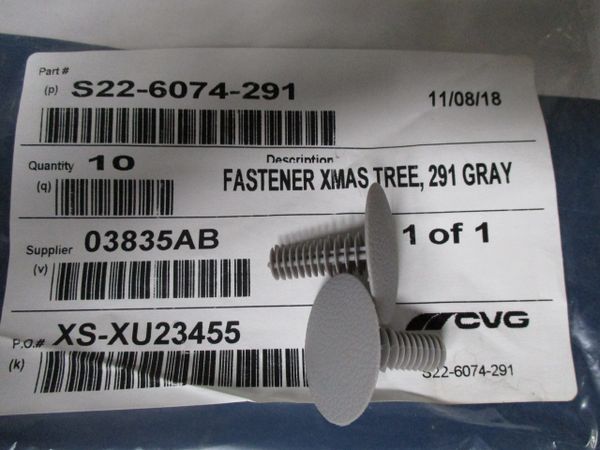 Part #
(p) S22-6074-291
11/08/18
Quantity 10
(q)
Description
FASTENER XMAS TREE, 291 GRAY
Supplier 03835AB
(v)
1 of 1
P.O.# XS-XU23455
(k)
CVG
S22-6074-291